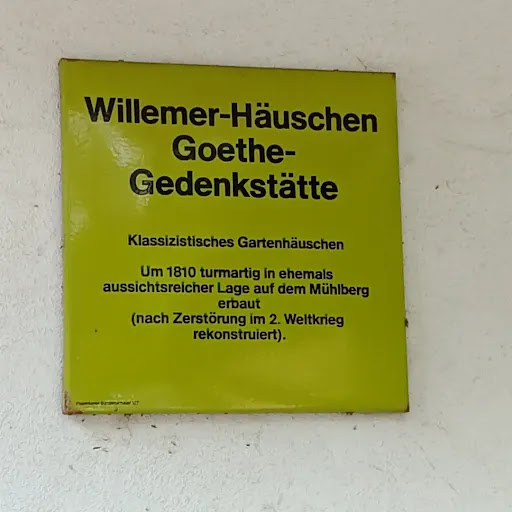 Willemer-Häuschen
Goethe-
Gedenkstätte
Klassizistisches Gartenhäuschen
Um 1810 turmartig in ehemals
aussichtsreicher Lage auf dem Mühlberg
erbaut
(nach Zerstörung im 2. Weltkrieg
rekonstruiert).